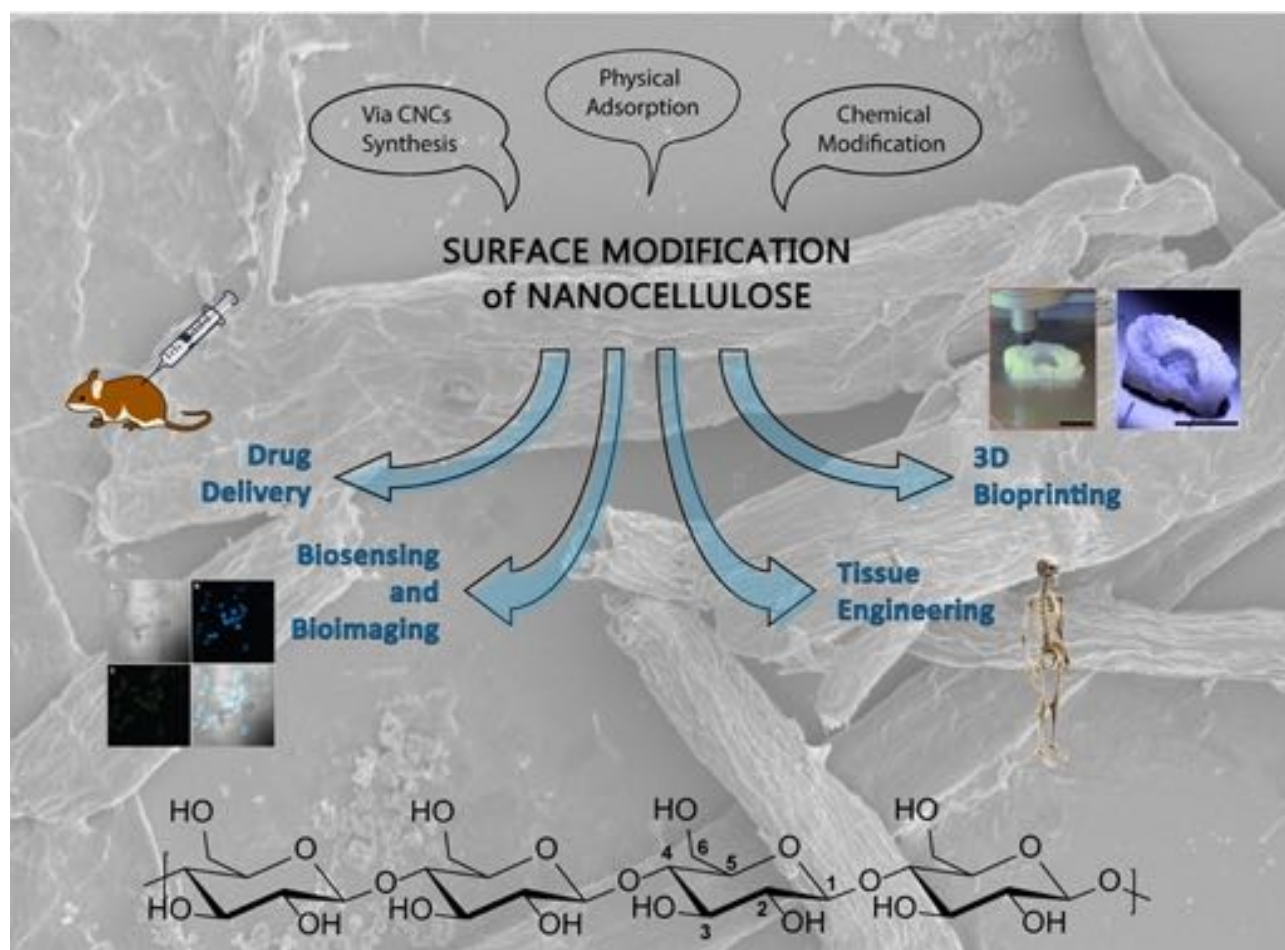 Via CNCs
Synthesis
Physical
Adsorption
Chemical
Modification
SURFACE MODIFICATION
of NANOCELLULOSE
Drug
Delivery
3D
Bioprinting
Biosensing
and
Bioimaging
Tissue
Engineering
HO
HO
HO
HO
6
O
O
4
5
O
O
1
O
O
O
O
O
HO
OH
HO
OH
HO
3
2
OH
HO
OH